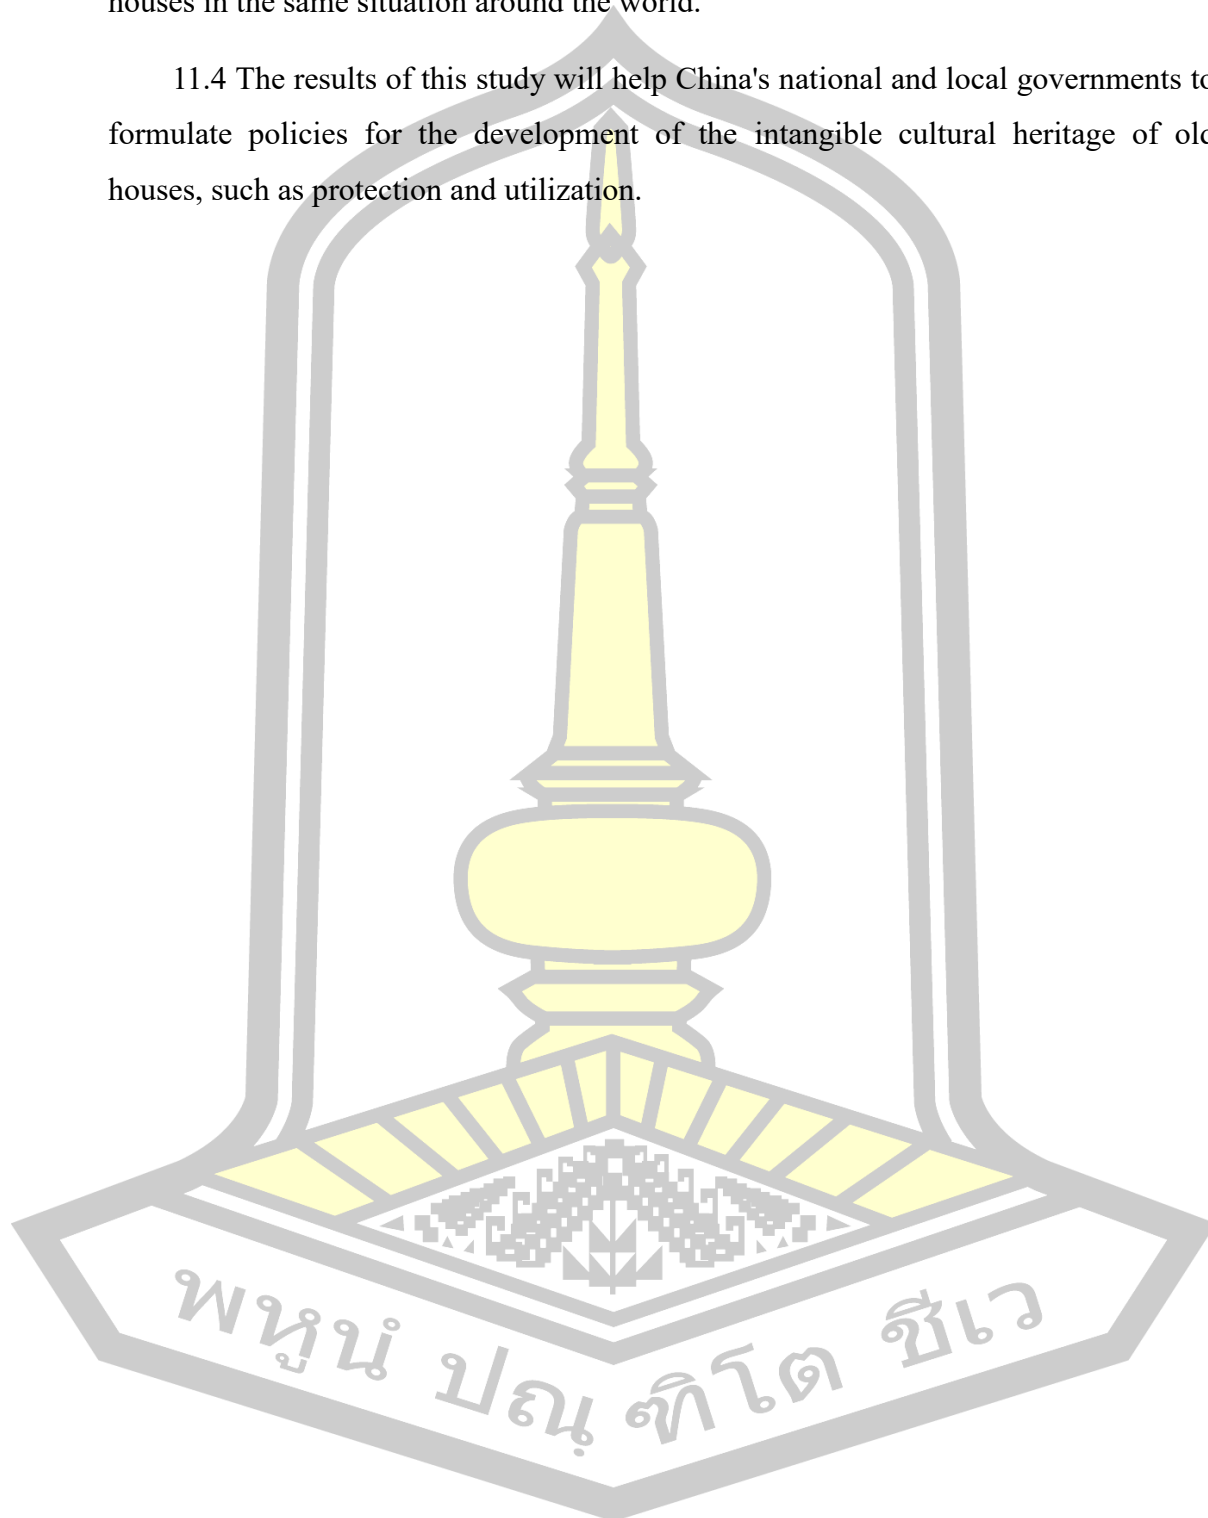 houses in the same situation around the world.
11.4 The results of this study will help China's national and local governments to
formulate policies for the development of the intangible cultural heritage of old
houses, such as protection and utilization.
พหูนํ ปณฺ ฑิโต ชีเว